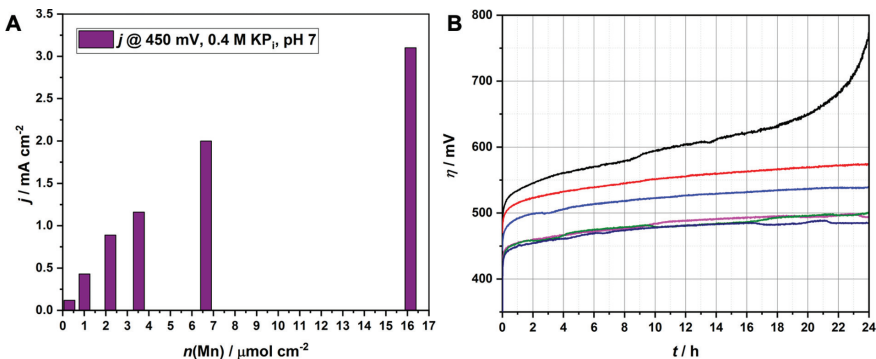 A
j @ 450 mV, 0.4 M KPi, pH 7
j / mA cm-2
3.5
3.0
2.5
2.0
1.5
1.0
0.5
0.0
0 1 2 3 4 5 6 7 8 9 10 11 12 13 14 15 16 17
n(Mn) / μmol cm-2
B
η / mV
800
700
600
500
400
0 2 4 6 8 10 12 14 16 18 20 22 24
t / h